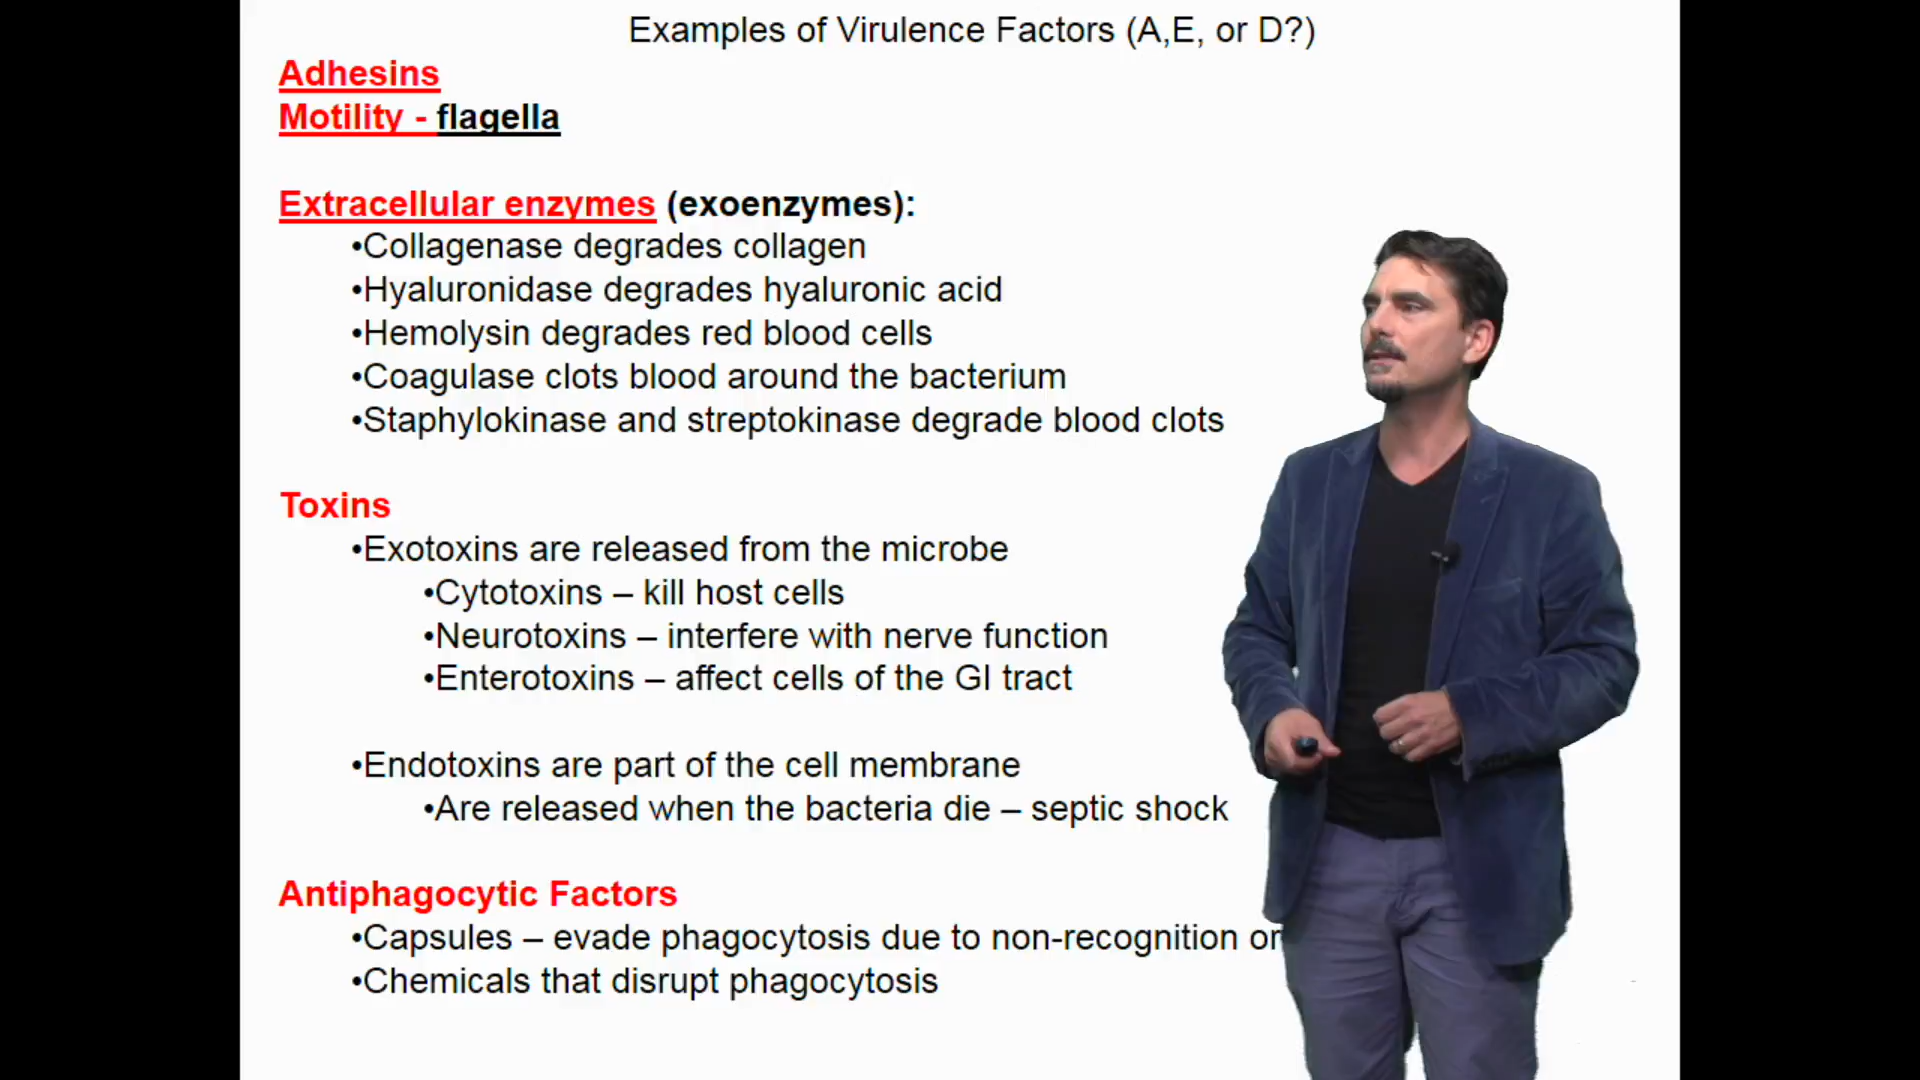 Examples of Virulence Factors (A,E, or D?)
Adhesins
Motility - flagella
Extracellular enzymes (exoenzymes):
•Collagenase degrades collagen
•Hyaluronidase degrades hyaluronic acid
•Hemolysin degrades red blood cells
•Coagulase clots blood around the bacterium
•Staphylokinase and streptokinase degrade blood clots
Toxins
•Exotoxins are released from the microbe
•Cytotoxins – kill host cells
•Neurotoxins – interfere with nerve function
•Enterotoxins – affect cells of the GI tract
•Endotoxins are part of the cell membrane
•Are released when the bacteria die – septic shock
Antiphagocytic Factors
•Capsules – evade phagocytosis due to non-recognition or
•Chemicals that disrupt phagocytosis